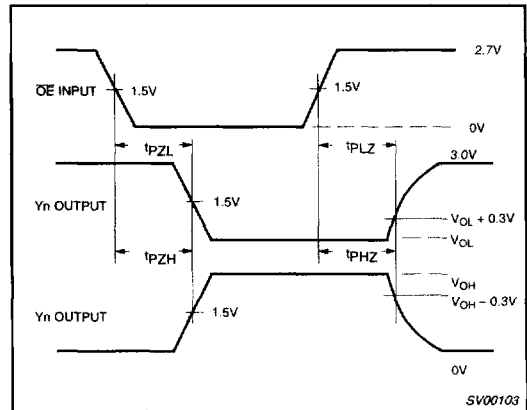 2.7V
O̅E̅ INPUT
1.5V
1.5V
0V
tPZL
tPLZ
3.0V
Yn OUTPUT
1.5V
VOL + 0.3V
VOL
tPZH
tPHZ
VOH
VOH – 0.3V
Yn OUTPUT
1.5V
0V
SV00103